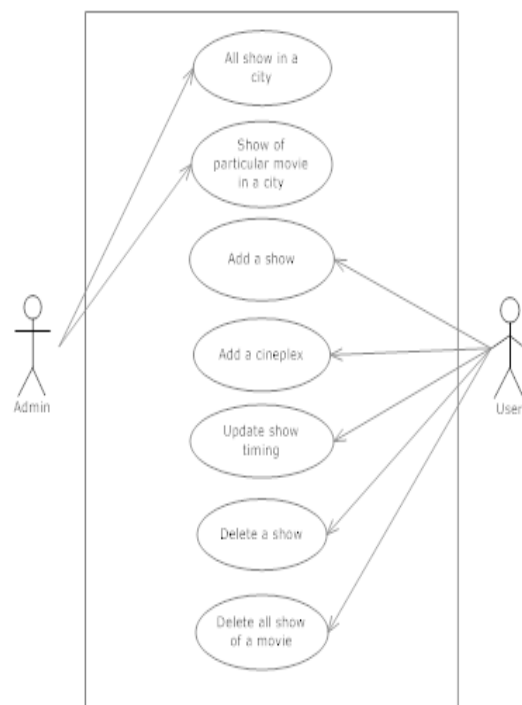 All show in a
city
Show of
particular movie
in a city
Add a show
Add a cineplex
Admin
User
Update show
timing
Delete a show
Delete all show
of a movie